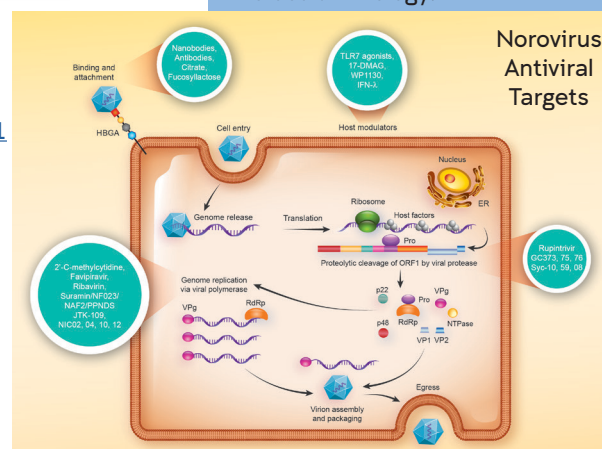 Norovirus
Antiviral
Targets
Nanobodies,
Antibodies,
Citrate,
Fucosyllactose
TLR7 agonists,
17-DMAG,
WP1130,
IFN-λ,
Binding and
attachment
HBGA
Cell entry
Host modulators
Nucleus
ER
Ribosome
Host factors
Genome release
Translation
Pro
Proteolytic cleavage of ORF1 by viral protease
Rupintrivir
GC373, 75, 76
Syc-10, 59, 08
2'-C-methylcytidine,
Favipiravir,
Ribavirin,
Suramin/NF023/
NAF2/PPNDS
JTK-109,
NIC02, 04, 10, 12
Genome replication
via viral polymerase
VPg
RdRp
p22
Pro
VPg
p48
RdRp
NTPase
VP1 VP2
Virion assembly
and packaging
Egress